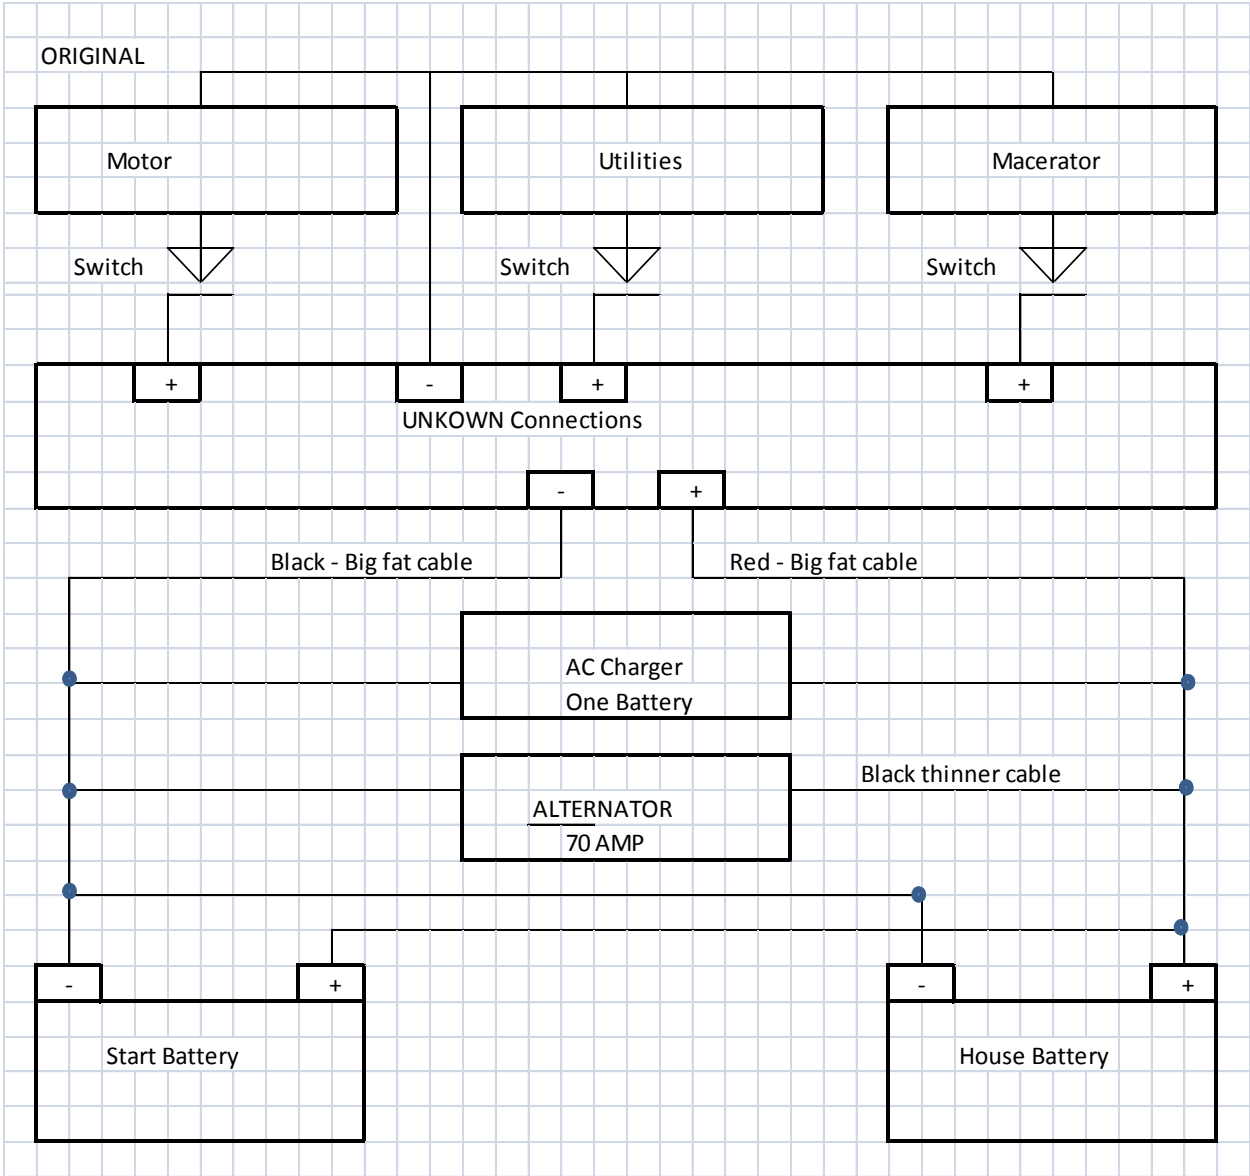 ORIGINAL
Motor
Utilities
Macerator
Switch
Switch
Switch
+
-
+
+
UNKOWN Connections
-
+
Black - Big fat cable
Red - Big fat cable
AC Charger
One Battery
Black thinner cable
ALTERNATOR
70 AMP
-
+
-
+
Start Battery
House Battery